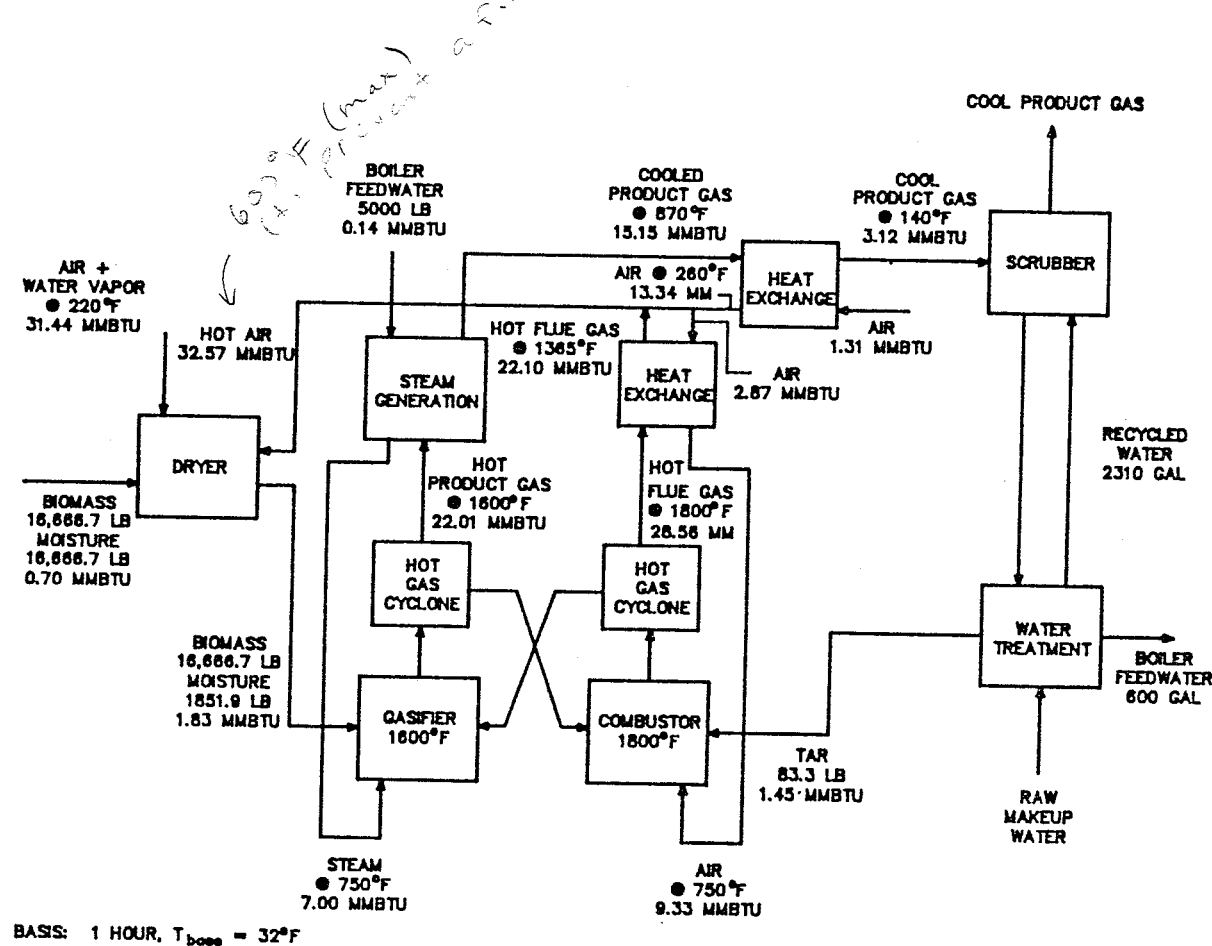 600°F (max)
a
COOL PRODUCT GAS
BOILER
FEEDWATER
5000 LB
0.14 MMBTU
COOLED
PRODUCT GAS
@ 870°F
15.15 MMBTU
COOL
PRODUCT GAS
@ 140°F
3.12 MMBTU
SCRUBBER
AIR +
WATER VAPOR
@ 220°F
31.44 MMBTU
HOT AIR
32.57 MMBTU
AIR @ 260°F
13.34 MM
HEAT
EXCHANGE
AIR
1.31 MMBTU
HOT FLUE GAS
@ 1365°F
22.10 MMBTU
STEAM
GENERATION
HEAT
EXCHANGE
AIR
2.87 MMBTU
DRYER
RECYCLED
WATER
2310 GAL
BIOMASS
16,666.7 LB
MOISTURE
16,666.7 LB
0.70 MMBTU
HOT
PRODUCT GAS
@ 1600°F
22.01 MMBTU
HOT
FLUE GAS
@ 1800°F
28.56 MM
HOT
GAS
CYCLONE
HOT
GAS
CYCLONE
WATER
TREATMENT
BOILER
FEEDWATER
600 GAL
BIOMASS
16,666.7 LB
MOISTURE
1851.9 LB
1.83 MMBTU
GASIFIER
1600°F
COMBUSTOR
1800°F
TAR
83.3 LB
1.45 MMBTU
RAW
MAKEUP
WATER
STEAM
@ 750°F
7.00 MMBTU
AIR
@ 750°F
9.33 MMBTU
BASIS: 1 HOUR, T base = 32°F